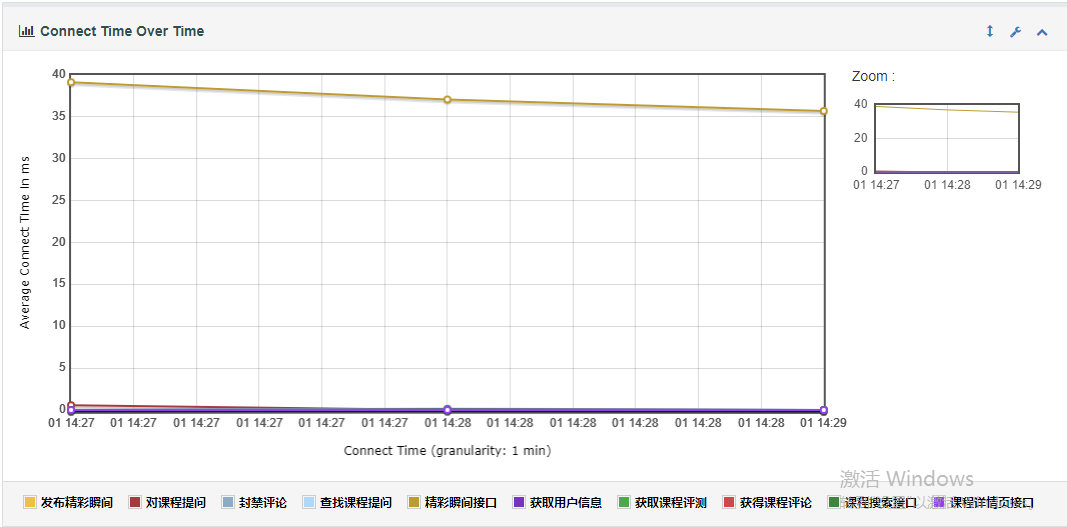 Connect Time Over Time
Zoom :
40
35
30
25
20
15
10
5
0
Average Connect Time In ms
01 14:27 01 14:27 01 14:27 01 14:27 01 14:27 01 14:27 01 14:28 01 14:28 01 14:28 01 14:28 01 14:28 01 14:28 01 14:29
Connect Time (granularity: 1 min)
40
20
0
01 14:27 01 14:28 01 14:29
激活 Windows
发布精彩瞬间 对课程提问 封禁评论 查找课程提问 精彩瞬间接口 获取用户信息 获取课程评测 获得课程评论 课程搜索接口 课程详情页接口